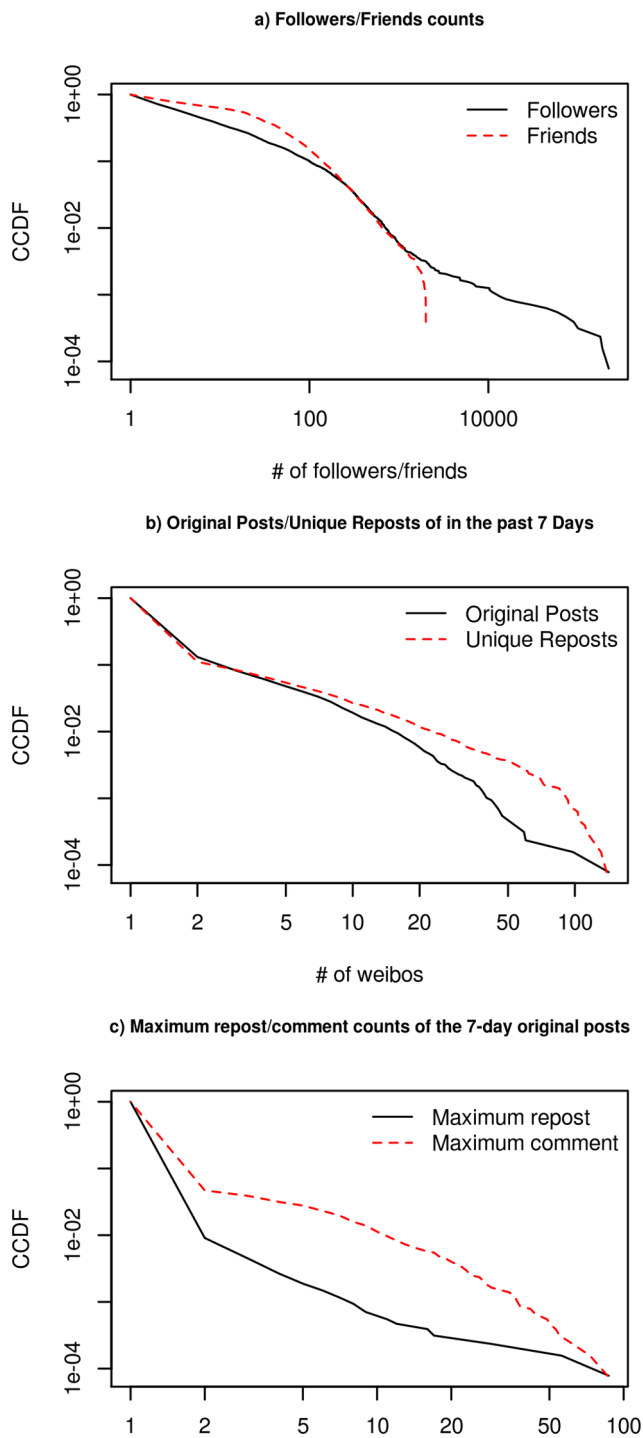 a) Followers/Friends counts
1e+00
Followers
Friends
CCDF
1e-02
1e-04
1 100 10000
# of followers/friends
b) Original Posts/Unique Reposts of in the past 7 Days
1e+00
Original Posts
Unique Reposts
CCDF
1e-02
1e-04
1 2 5 10 20 50 100
# of weibos
c) Maximum repost/comment counts of the 7-day original posts
1e+00
Maximum repost
Maximum comment
CCDF
1e-02
1e-04
1 2 5 10 20 50 100